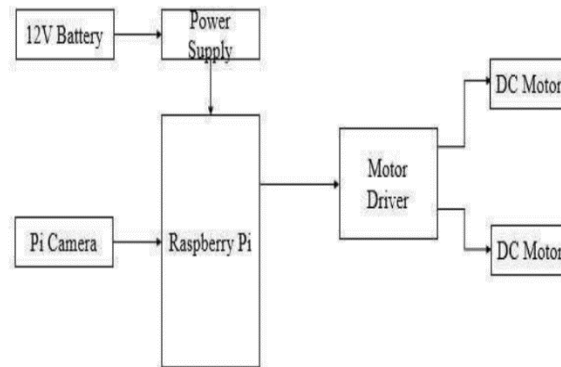 12V Battery
Power
Supply
DC Motor
Motor
Driver
Pi Camera
Raspberry Pi
DC Motor